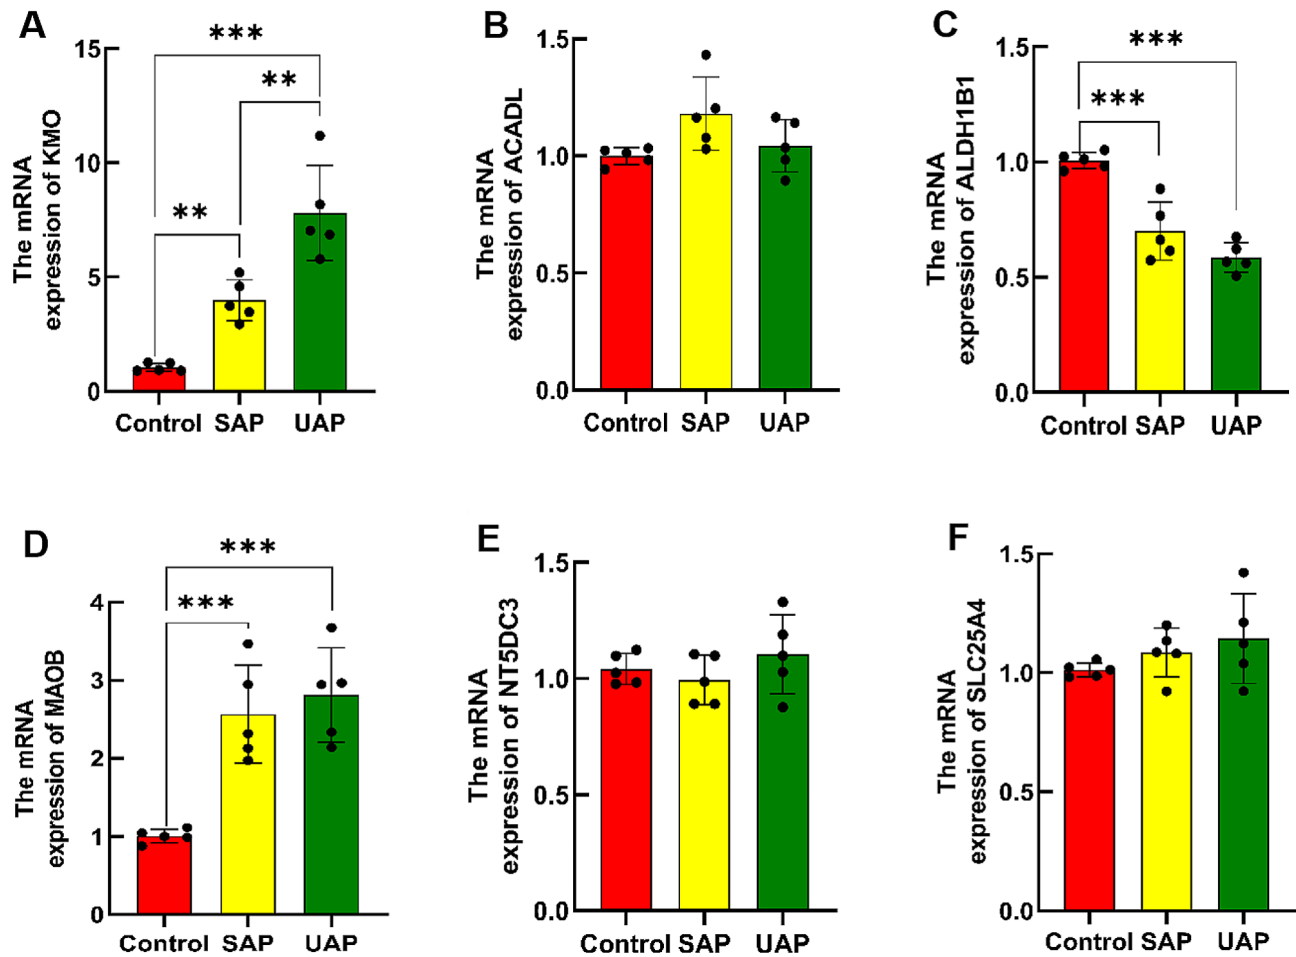 A
The mRNA
expression of KMO
15
10
5
0
***
**
**
Control SAP UAP
B
The mRNA
expression of ACADL
1.5
1.0
0.5
0.0
Control SAP UAP
C
The mRNA
expression of ALDH1B1
1.5
1.0
0.5
0.0
***
***
Control SAP UAP
D
The mRNA
expression of MAOB
4
3
2
1
0
***
***
Control SAP UAP
E
The mRNA
expression of NT5DC3
1.5
1.0
0.5
0.0
Control SAP UAP
F
The mRNA
expression of SLC25A4
1.5
1.0
0.5
0.0
Control SAP UAP